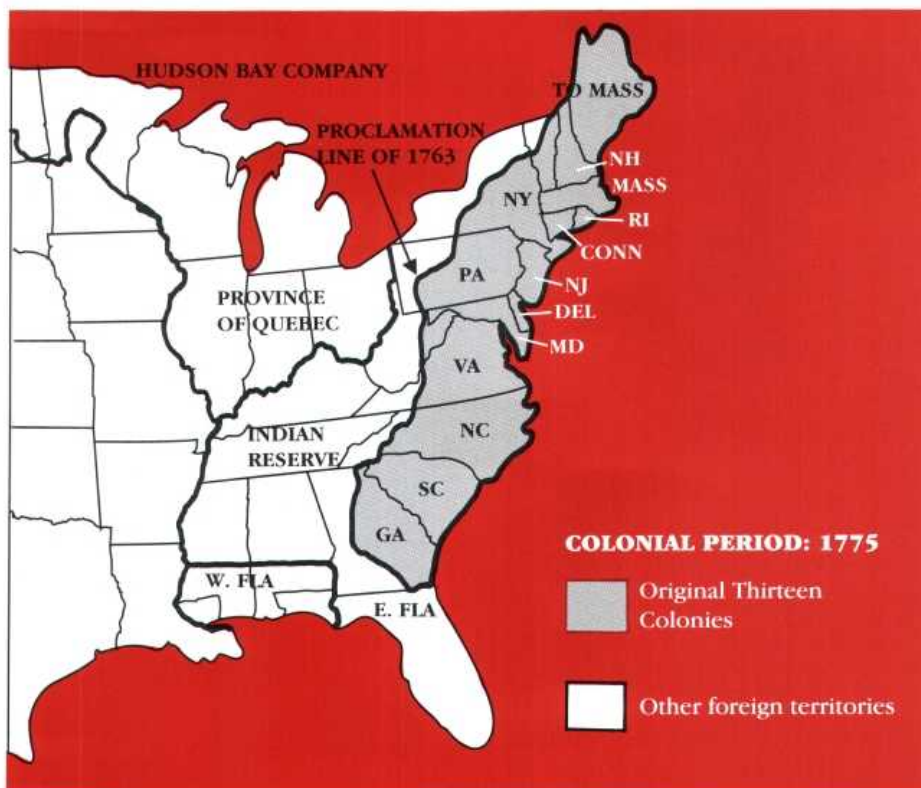 HUDSON BAY COMPANY
TO MASS
PROCLAMATION
LINE OF 1763
NH
MASS
NY
RI
CONN
PA
NJ
PROVINCE
OF QUEBEC
DEL
MD
VA
INDIAN
RESERVE
NC
SC
GA
COLONIAL PERIOD: 1775
W. FLA
E. FLA
Original Thirteen
Colonies
Other foreign territories